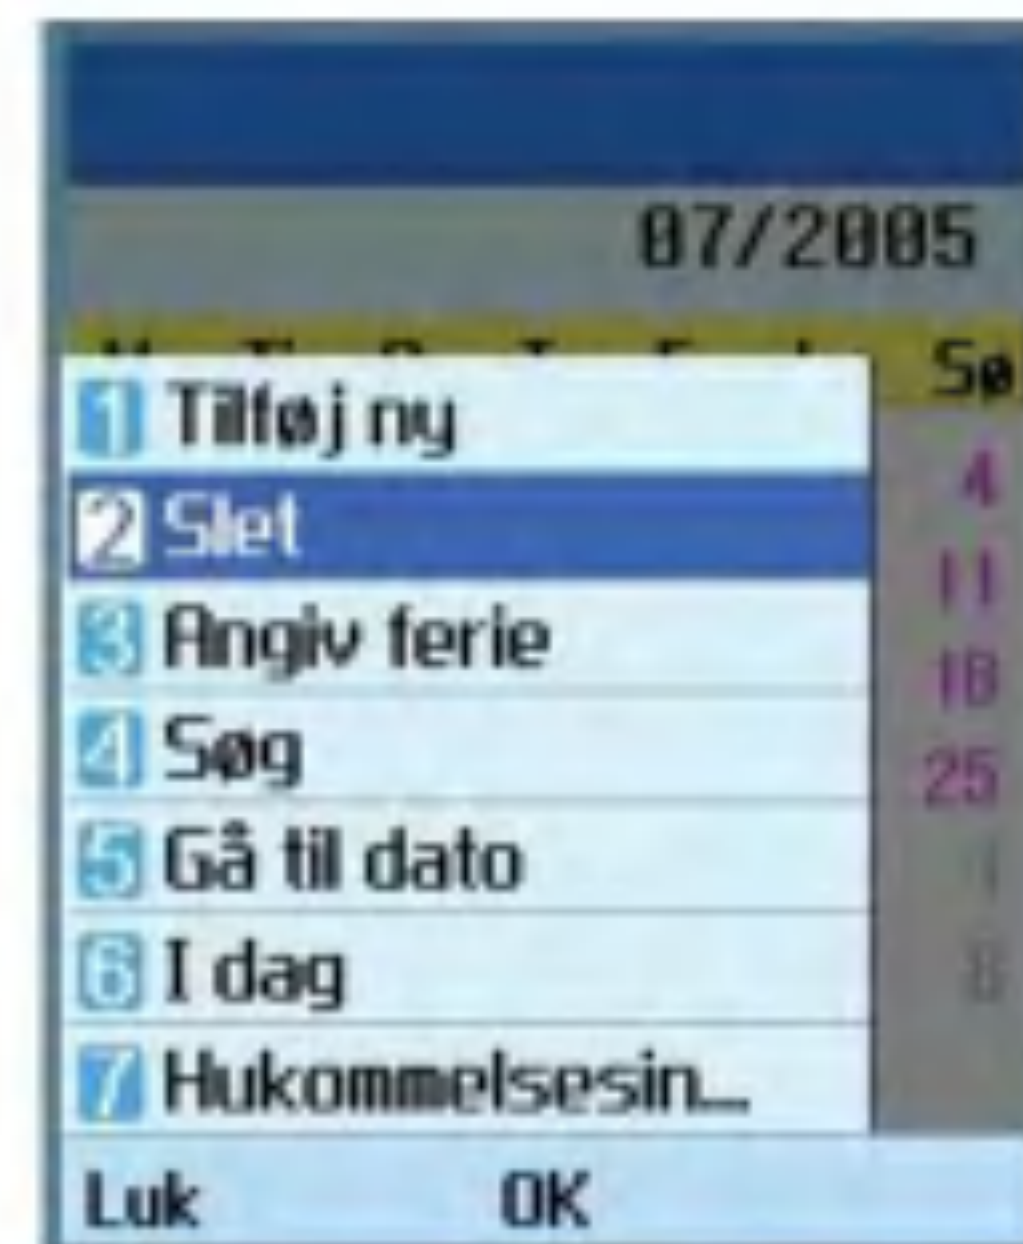 07/2005
Sø
1 Tilføj ny
4
2 Slet
11
3 Angiv ferie
18
4 Søg
25
5 Gå til dato
6 I dag
7 Hukommelsesin...
Luk OK